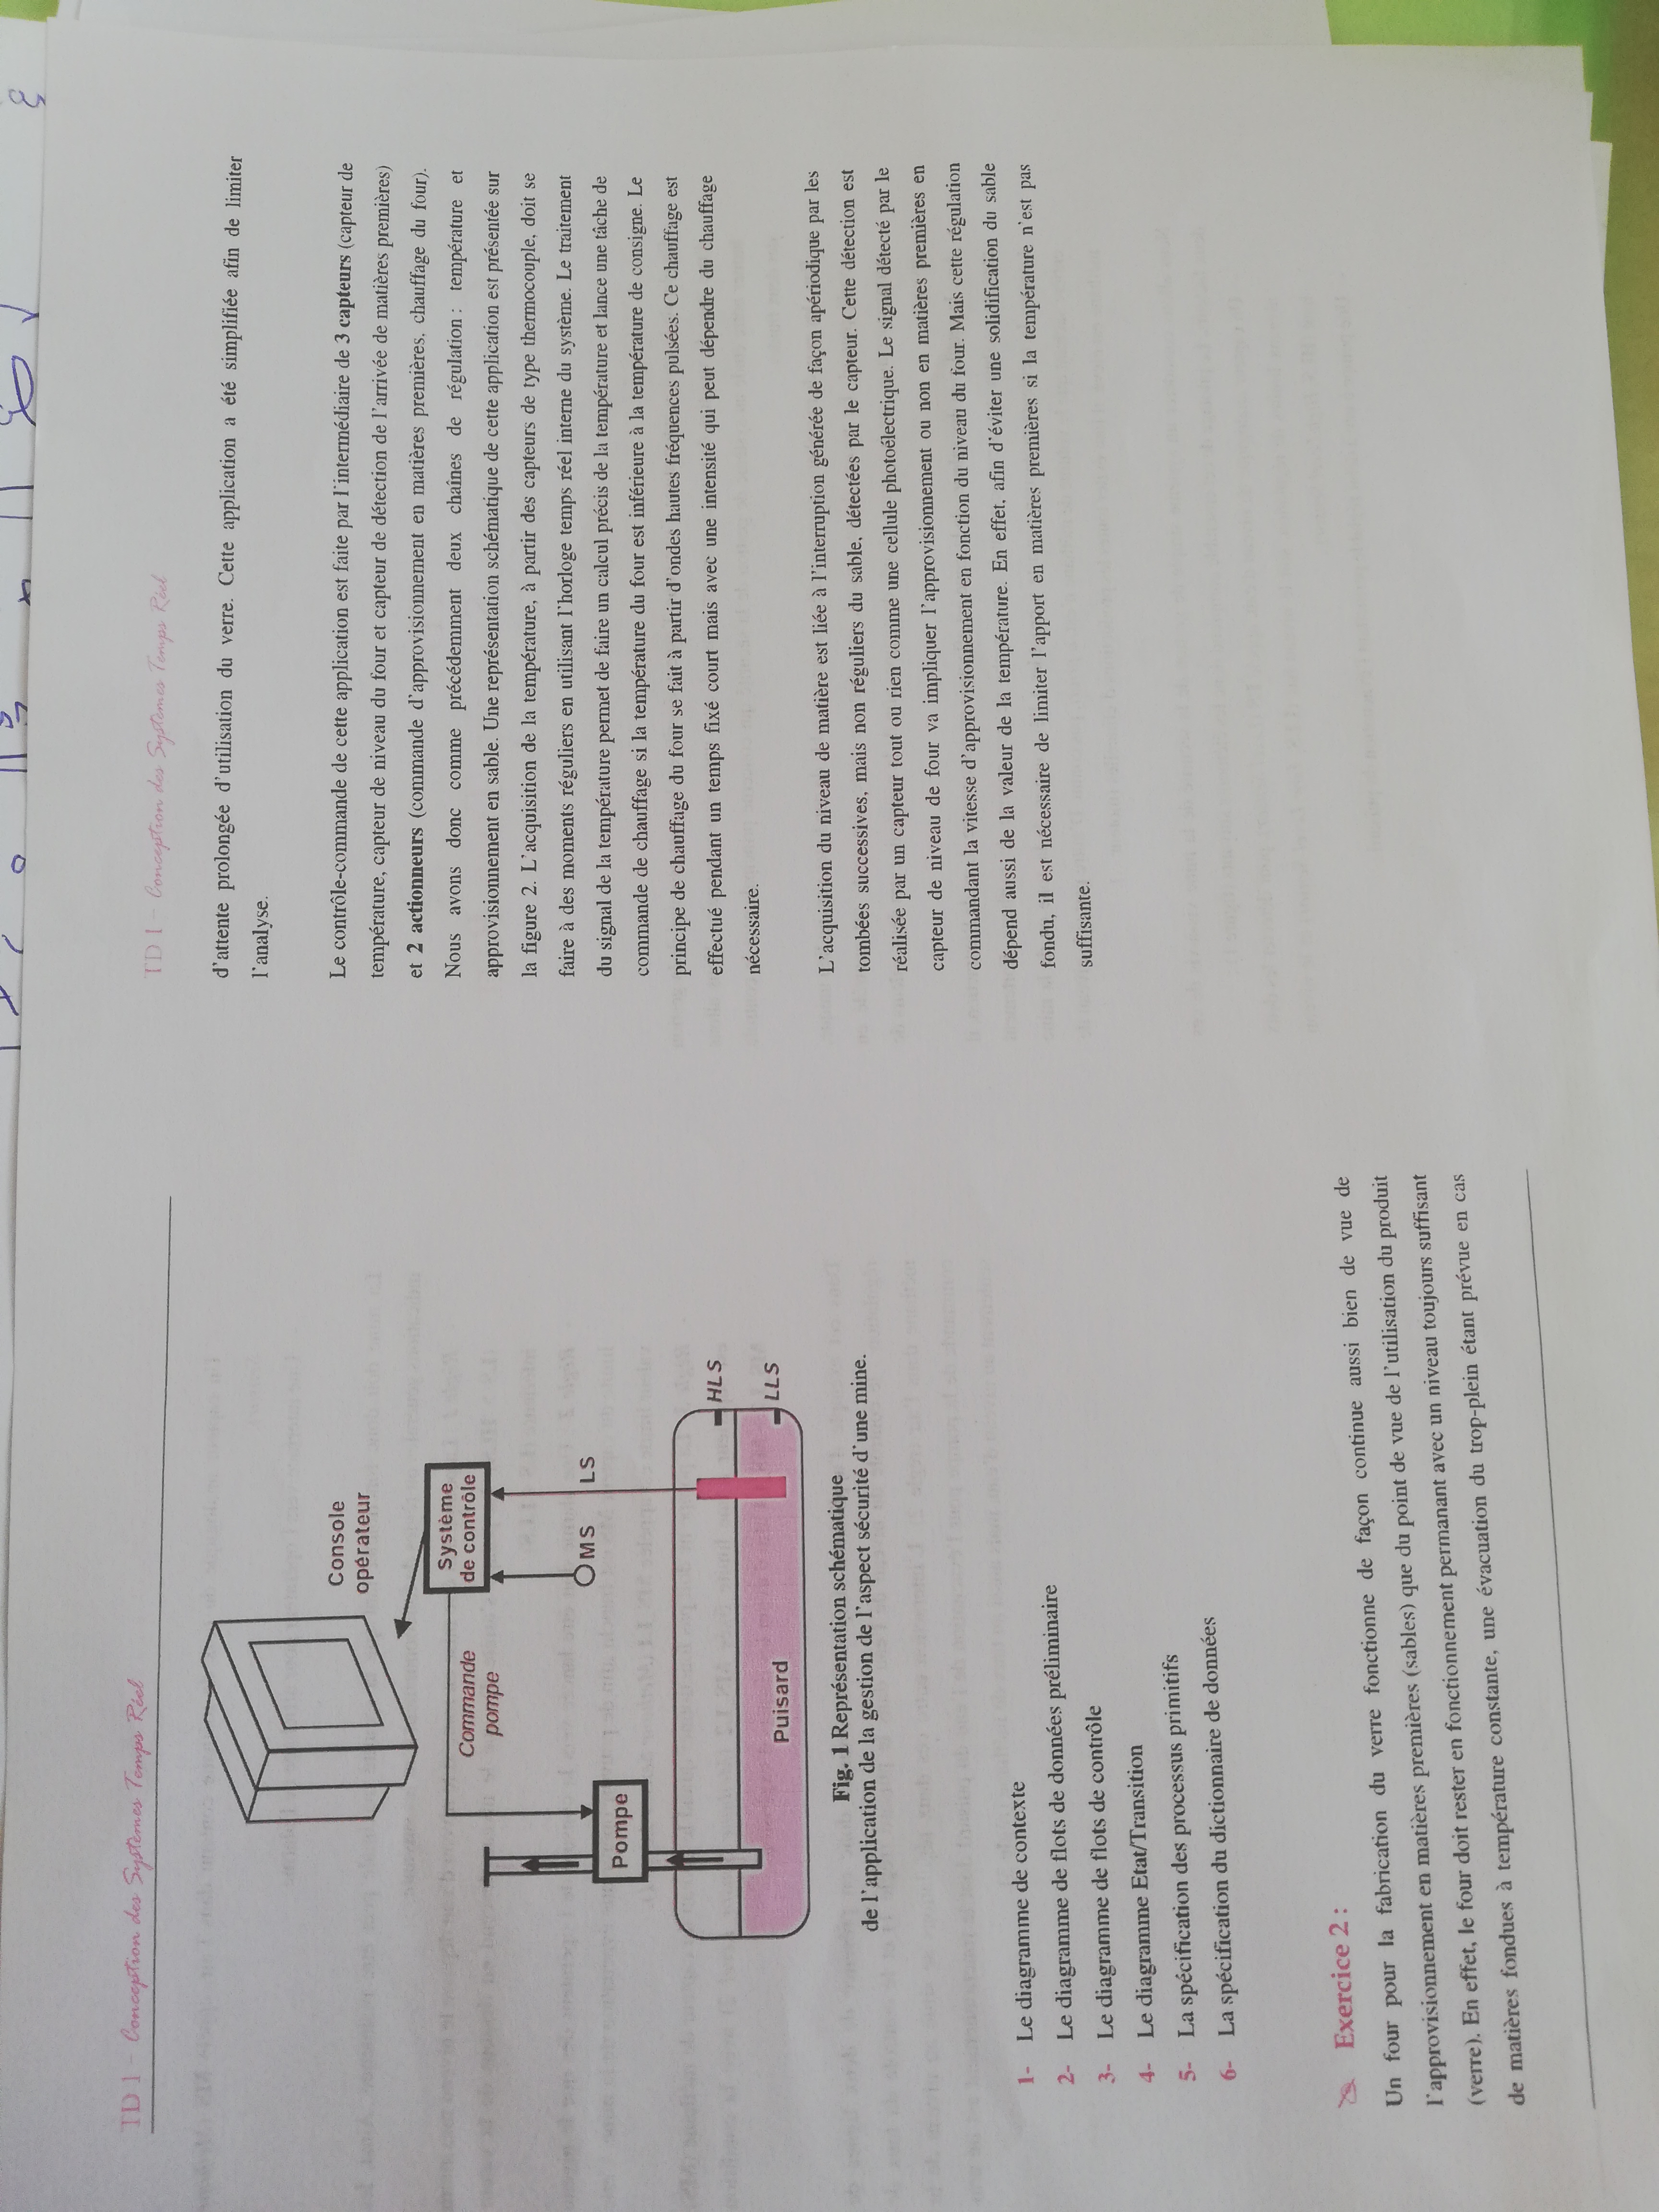 TD 1 – Conception des Systèmes Temps Réel
Console
opérateur
Système
de contrôle
Commande
pompe
MS
LS
Pompe
HLS
LLS
Puisard
Fig. 1 Représentation schématique
de l'application de la gestion de l'aspect sécurité d'une mine.
1- Le diagramme de contexte
2- Le diagramme de flots de données préliminaire
3- Le diagramme de flots de contrôle
4- Le diagramme Etat/Transition
5- La spécification des processus primitifs
6- La spécification du dictionnaire de données
Exercice 2 :
Un four pour la fabrication du verre fonctionne de façon continue aussi bien de vue de
l'approvisionnement en matières premières (sables) que du point de vue de l'utilisation du produit
(verre). En effet, le four doit rester en fonctionnement permanant avec un niveau toujours suffisant
de matières fondues à température constante, une évacuation du trop-plein étant prévue en cas
TD 1 – Conception des Systèmes Temps Réel
d'attente prolongée d'utilisation du verre. Cette application a été simplifiée afin de limiter
l'analyse.
Le contrôle-commande de cette application est faite par l'intermédiaire de 3 capteurs (capteur de
température, capteur de niveau du four et capteur de détection de l'arrivée de matières premières)
et 2 actionneurs (commande d'approvisionnement en matières premières, chauffage du four).
Nous avons donc comme précédemment deux chaînes de régulation : température et
approvisionnement en sable. Une représentation schématique de cette application est présentée sur
la figure 2. L'acquisition de la température, à partir des capteurs de type thermocouple, doit se
faire à des moments réguliers en utilisant l'horloge temps réel interne du système. Le traitement
du signal de la température permet de faire un calcul précis de la température et lance une tâche de
commande de chauffage si la température du four est inférieure à la température de consigne. Le
principe de chauffage du four se fait à partir d'ondes hautes fréquences pulsées. Ce chauffage est
effectué pendant un temps fixé court mais avec une intensité qui peut dépendre du chauffage
nécessaire.
L'acquisition du niveau de matière est liée à l'interruption générée de façon apériodique par les
tombées successives, mais non réguliers du sable, détectées par le capteur. Cette détection est
réalisée par un capteur tout ou rien comme une cellule photoélectrique. Le signal détecté par le
capteur de niveau de four va impliquer l'approvisionnement ou non en matières premières en
commandant la vitesse d'approvisionnement en fonction du niveau du four. Mais cette régulation
dépend aussi de la valeur de la température. En effet, afin d'éviter une solidification du sable
fondu, il est nécessaire de limiter l'apport en matières premières si la température n'est pas
suffisante.